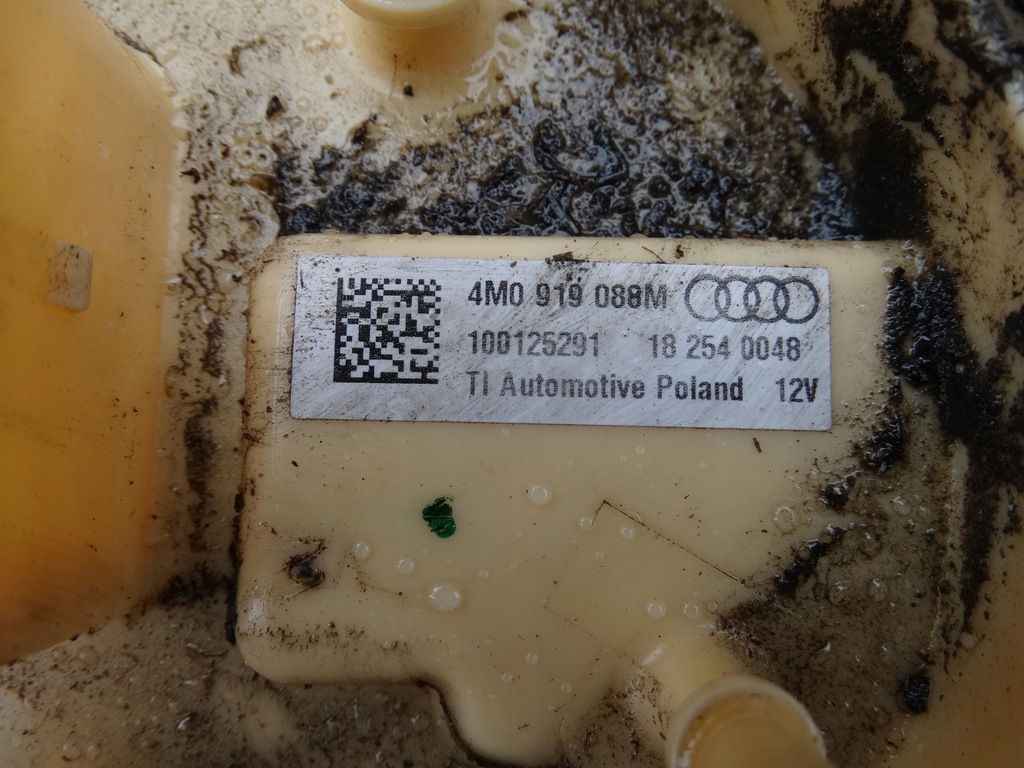 4M0 919 088M
100125291 18 254 0048
TI Automotive Poland 12V